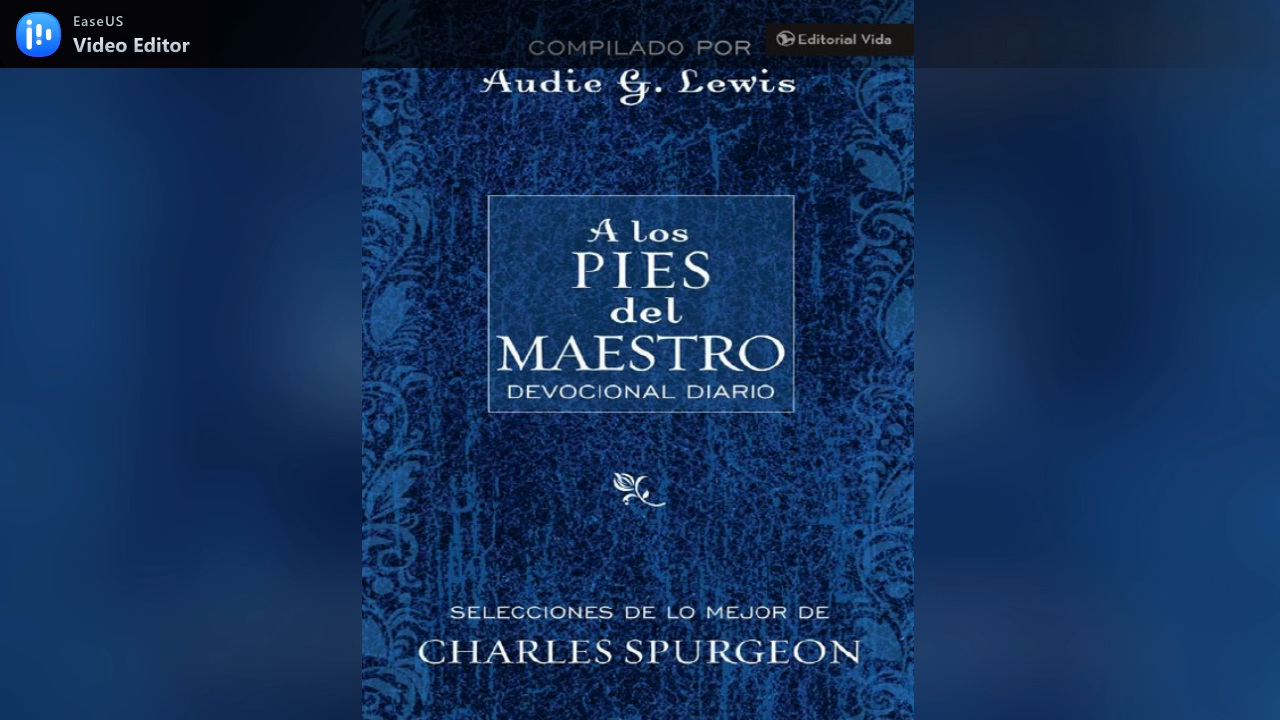 EaseUS
Video Editor
COMPILADO POR
Editorial Vida
Audie G. Lewis
A los
PIES
del
MAESTRO
DEVOCIONAL DIARIO
SELECCIONES DE LO MEJOR DE
CHARLES SPURGEON